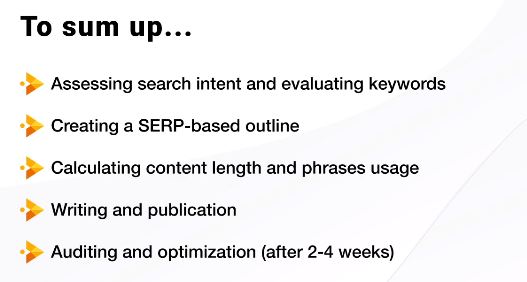 To sum up...
Assessing search intent and evaluating keywords
Creating a SERP-based outline
Calculating content length and phrases usage
Writing and publication
Auditing and optimization (after 2-4 weeks)